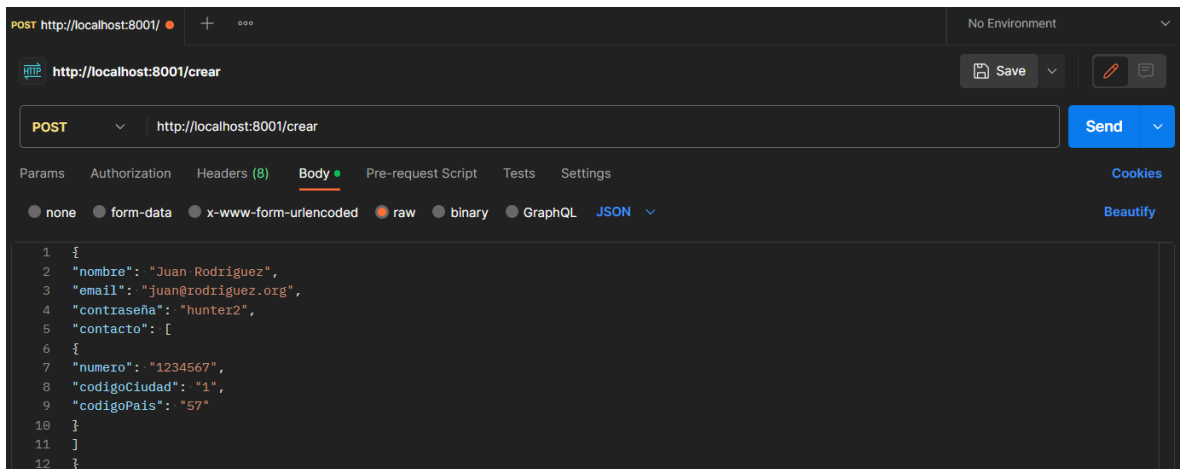 POST http://localhost:8001/ No Environment
HTTP http://localhost:8001/crear Save
POST http://localhost:8001/crear Send
Params Authorization Headers (8) Body Pre-request Script Tests Settings Cookies
none form-data x-www-form-urlencoded raw binary GraphQL JSON Beautify
1 {
2 "nombre": "Juan Rodriguez",
3 "email": "juan@rodriguez.org",
4 "contraseña": "hunter2",
5 "contacto": [
6 {
7 "numero": "1234567",
8 "codigoCiudad": "1",
9 "codigoPais": "57"
10 }
11 ]
12 }